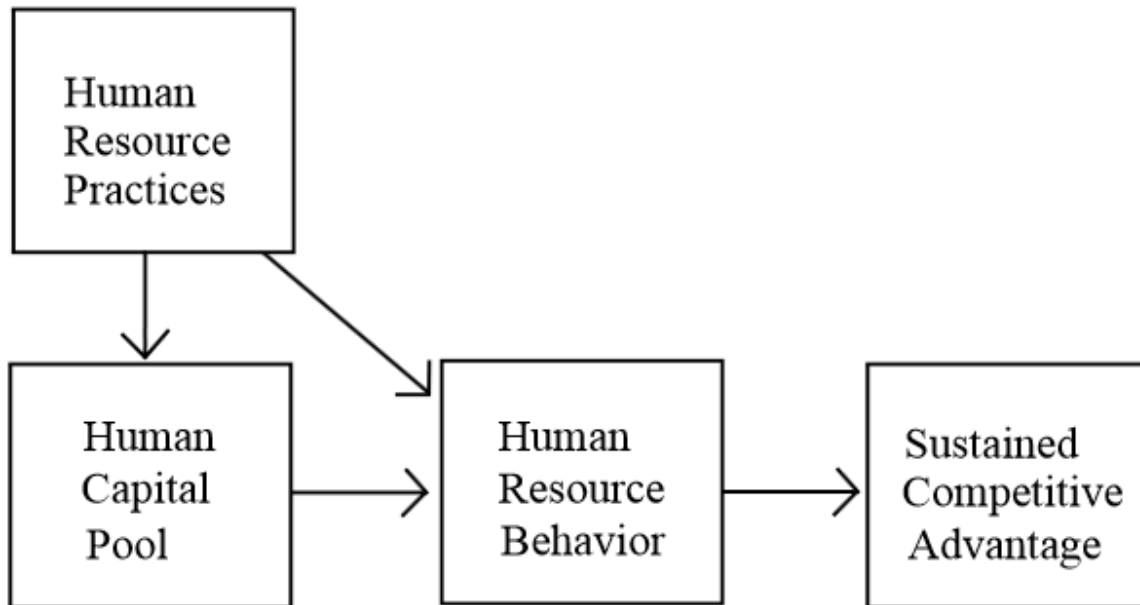 Human
Resource
Practices
Human
Capital
Pool
Human
Resource
Behavior
Sustained
Competitive
Advantage